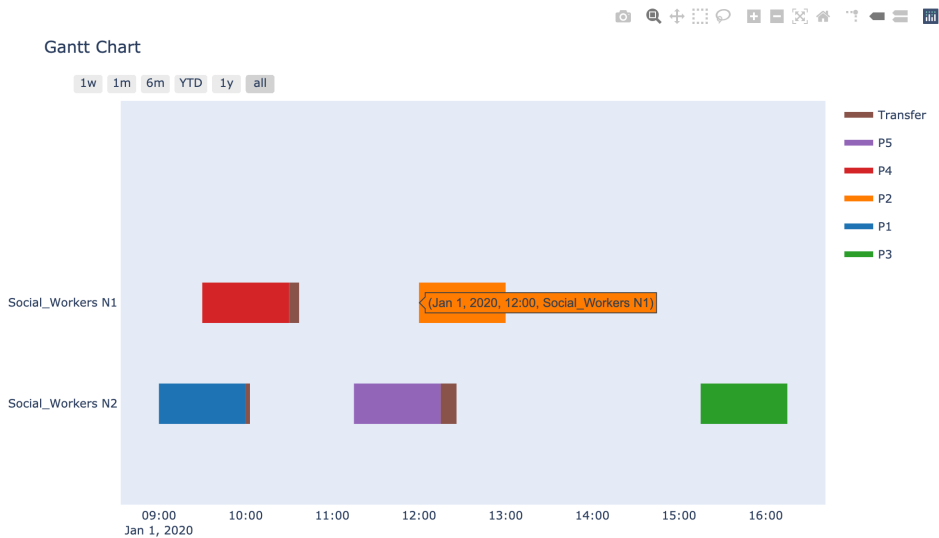 Gantt Chart
1w 1m 6m YTD 1y all
Transfer
P5
P4
P2
P1
P3
Social_Workers N1
(Jan 1, 2020, 12:00, Social_Workers N1)
Social_Workers N2
09:00 10:00 11:00 12:00 13:00 14:00 15:00 16:00
Jan 1, 2020